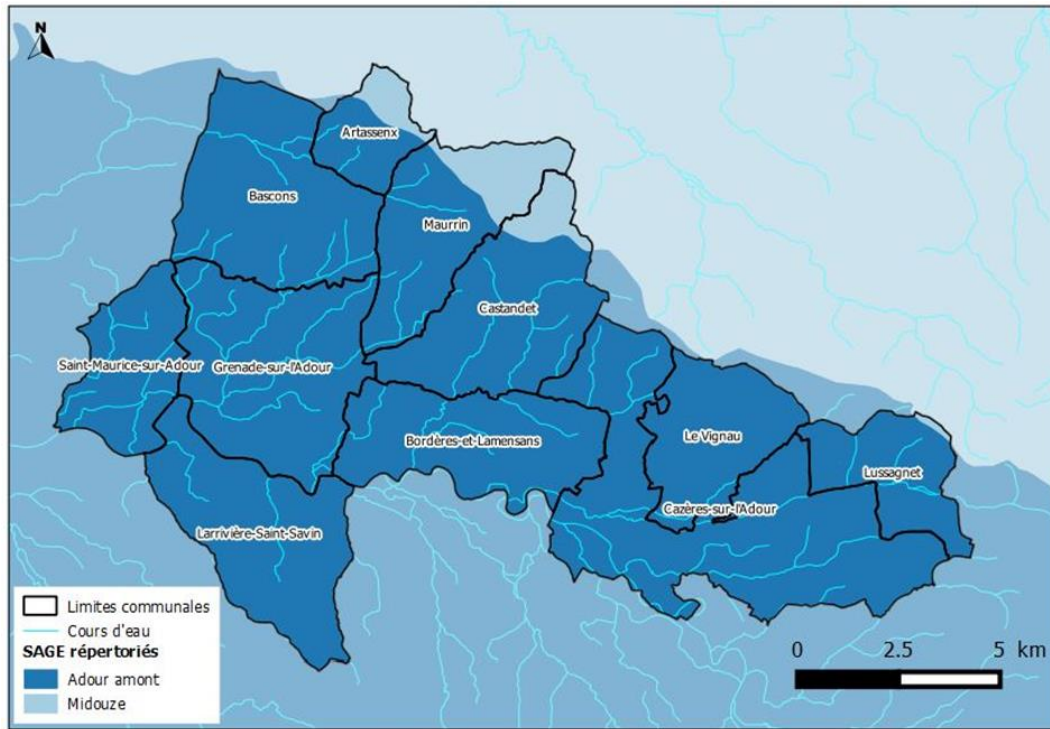 N
Artassenx
Bascons
Maurrin
Castandet
Saint-Maurice-sur-Adour
Grenade-sur-l'Adour
Bordères-et-Lamensans
Le Vignau
Lussagnet
Cazères-sur-l'Adour
Larrivière-Saint-Savin
Limites communales
Cours d'eau
SAGE répertoriés
Adour amont
Midouze
0 2.5 5 km